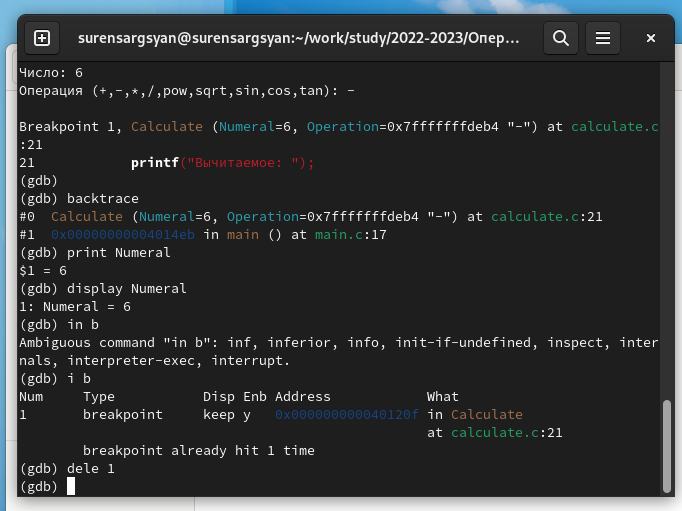 surensargsyan@surensargsyan:~/work/study/2022-2023/Опер...
Число: 6
Операция (+,-,*,/,pow,sqrt,sin,cos,tan): -
Breakpoint 1, Calculate (Numeral=6, Operation=0x7fffffffdeb4 "-") at calculate.c
:21
21 printf("Вычитаемое: ");
(gdb)
(gdb) backtrace
#0 Calculate (Numeral=6, Operation=0x7fffffffdeb4 "-") at calculate.c:21
#1 0x00000000004014eb in main () at main.c:17
(gdb) print Numeral
$1 = 6
(gdb) display Numeral
1: Numeral = 6
(gdb) in b
Ambiguous command "in b": inf, inferior, info, init-if-undefined, inspect, inter
nals, interpreter-exec, interrupt.
(gdb) i b
Num Type Disp Enb Address What
1 breakpoint keep y 0x000000000040120f in Calculate
at calculate.c:21
breakpoint already hit 1 time
(gdb) dele 1
(gdb)